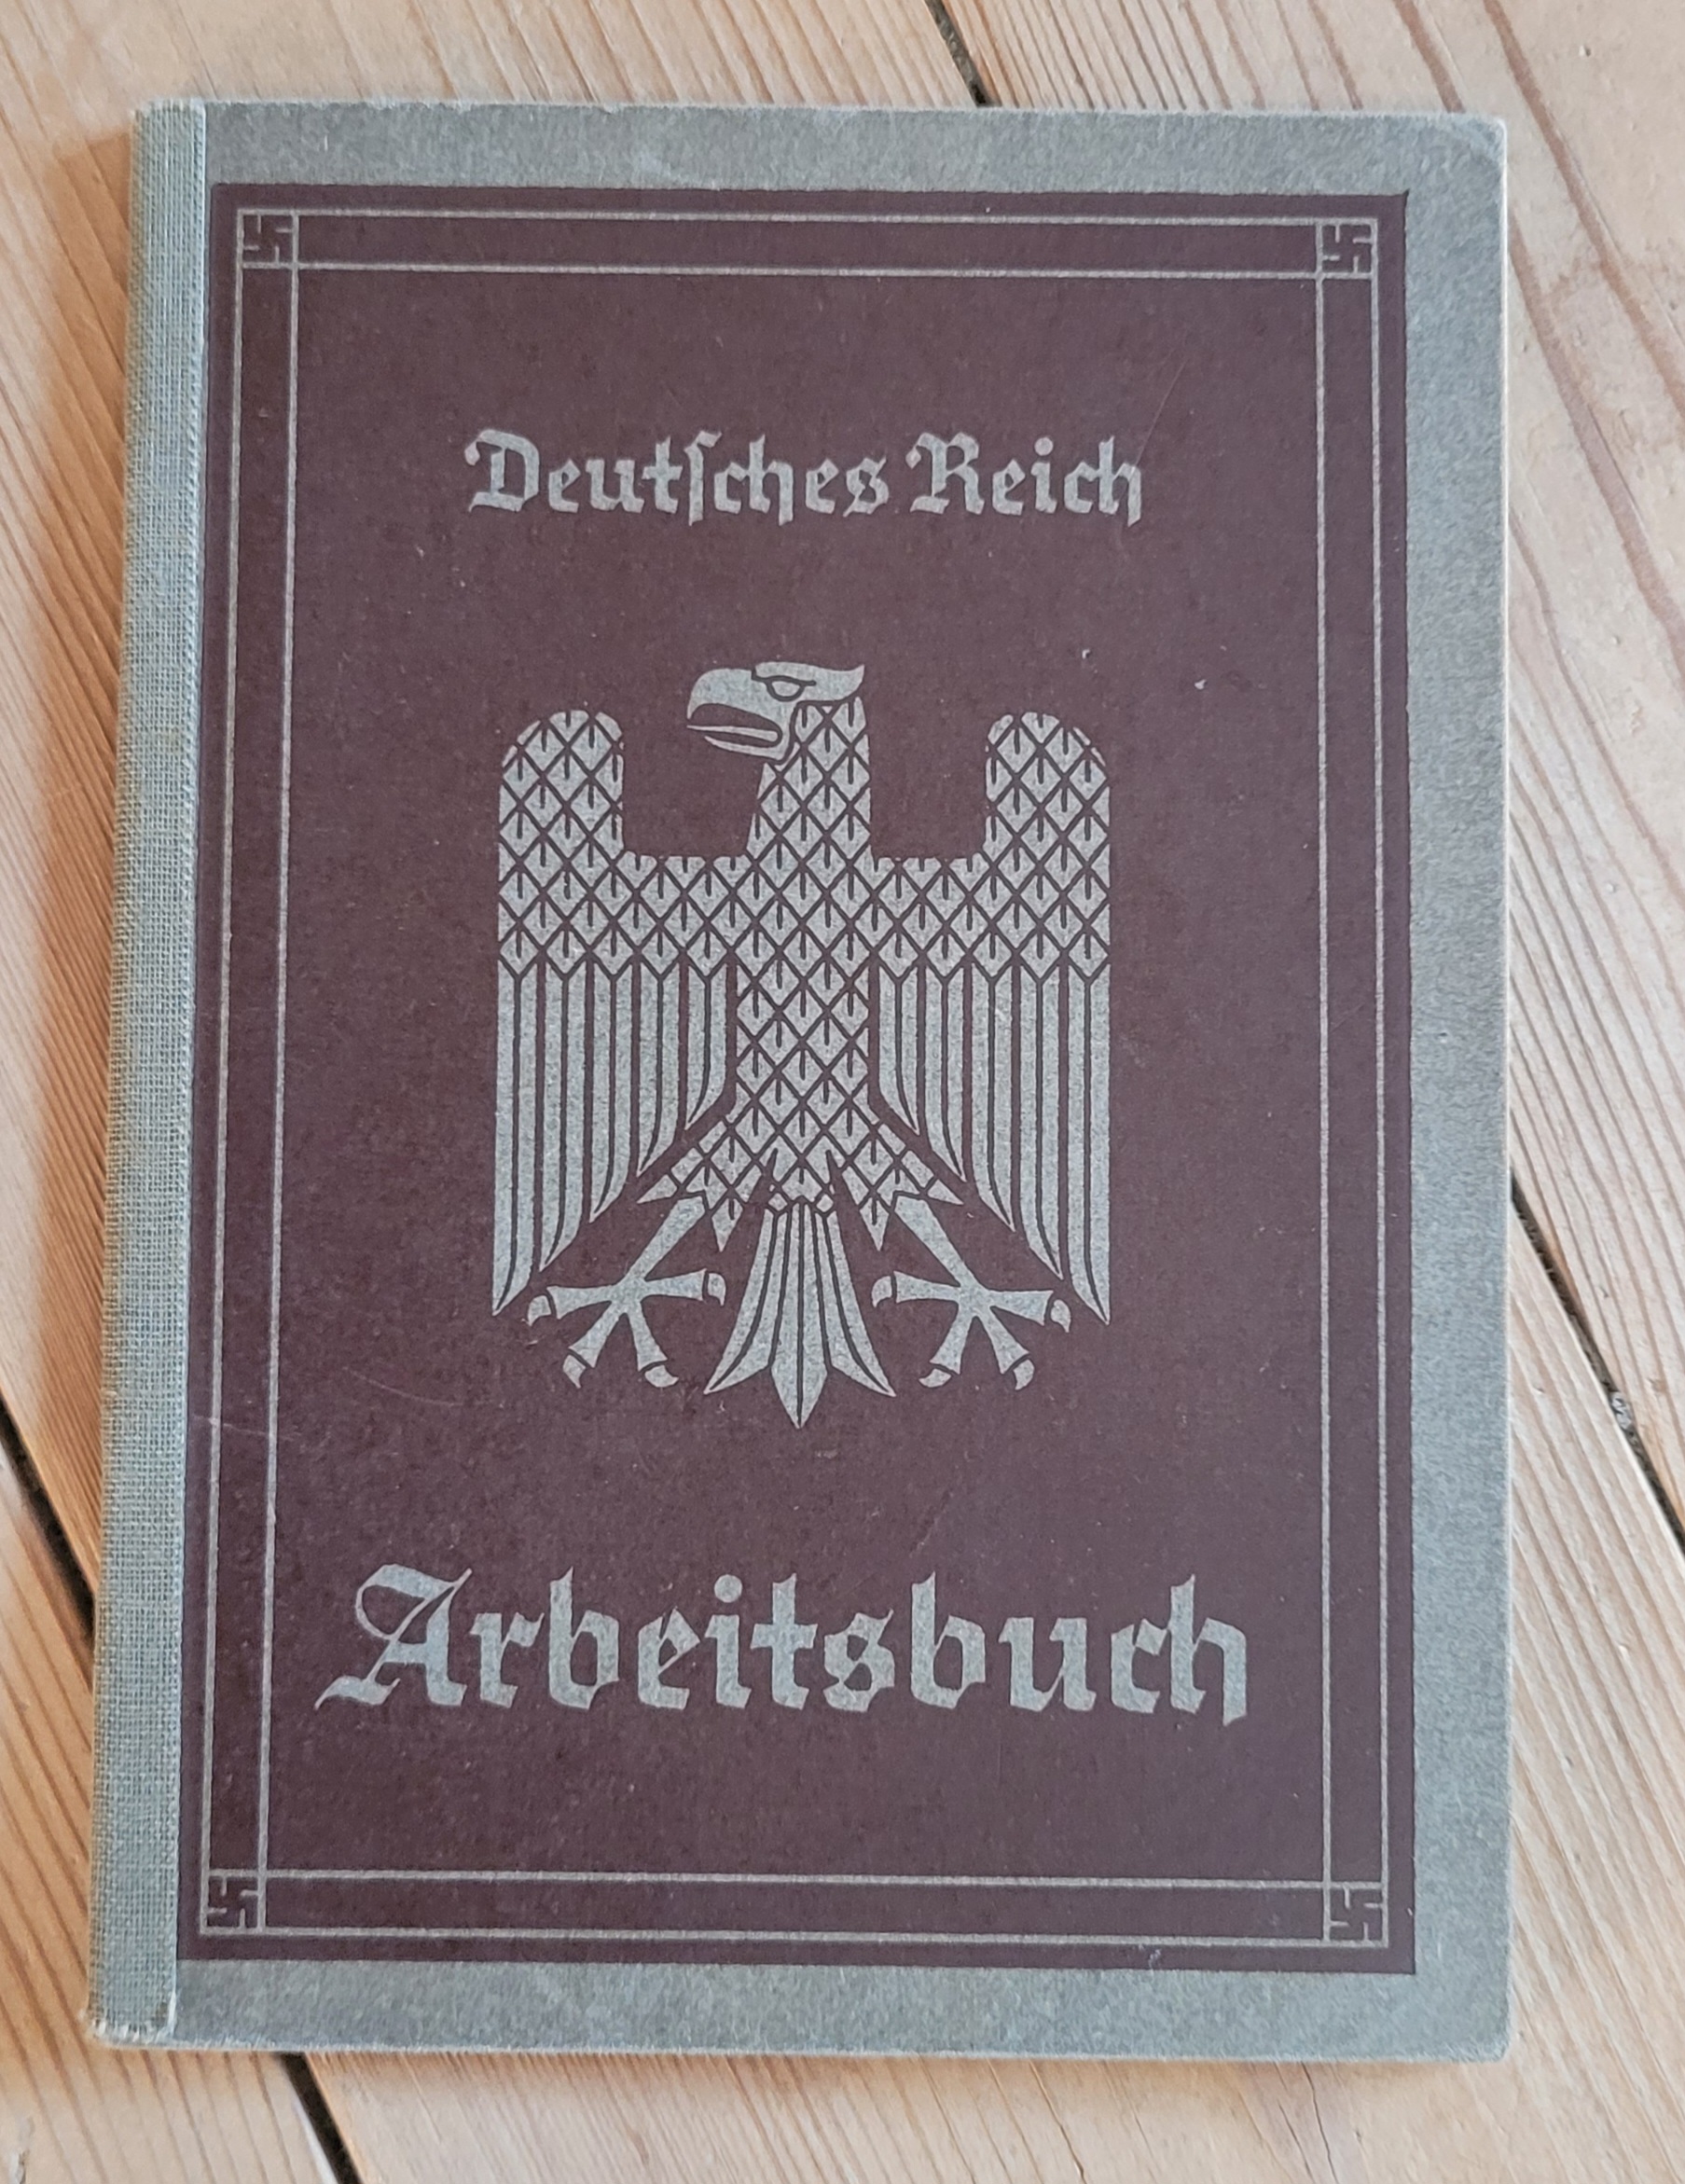 Deutſches Reich
Arbeitsbuch